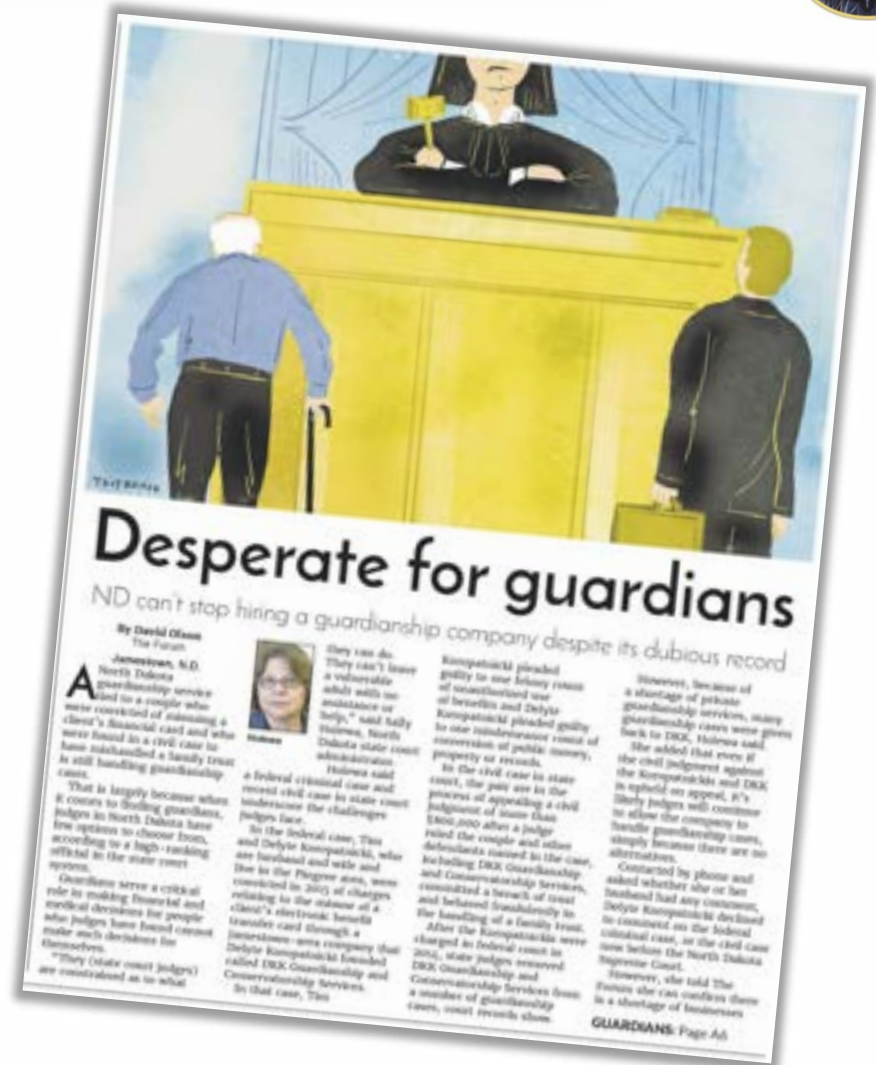 Desperate for guardians
ND can't stop hiring a guardianship company despite its dubious record
By David Olson
The Forum
Jamestown, N.D.
A North Dakota
guardianship service
tied to a couple who
were convicted of misusing a
client's financial card and who
were found in a civil case to
have mishandled a family trust
is still handling guardianship
cases.
That is largely because when
it comes to finding guardians,
judges in North Dakota have
few options to choose from,
according to a high-ranking
official in the state court
system.
Guardians serve a critical
role in making financial and
medical decisions for people
who judges have found cannot
make such decisions for
themselves.
"They (state court judges)
are constrained as to what
Holewa
they can do.
They can't leave
a vulnerable
adult with no
assistance or
help," said Sally
Holewa, North
Dakota state court
administrator.
Holewa said
a federal criminal case and
recent civil case in state court
underscore the challenges
judges face.
In the federal case, Tim
and Delyte Koropatnicki, who
are husband and wife and
live in the Pingree area, were
convicted in 2015 of charges
relating to the misuse of a
client's electronic benefit
transfer card through a
Jamestown-area company that
Delyte Koropatnicki founded
called DKK Guardianship and
Conservatorship Services.
In that case, Tim
Koropatnicki pleaded
guilty to one felony count
of unauthorized use
of benefits and Delyte
Koropatnicki pleaded guilty
to one misdemeanor count of
conversion of public money,
property or records.
In the civil case in state
court, the pair are in the
process of appealing a civil
judgment of more than
after a judge
ruled the couple and other
defendants named in the case,
including DKK Guardianship
and Conservatorship Services,
committed a breach of trust
and behaved fraudulently in
the handling of a family trust.
After the Koropatnickis were
charged in federal court in
2014, state judges removed
DKK Guardianship and
Conservatorship Services from
a number of guardianship
cases, court records show.
However, because of
a shortage of private
guardianship services, many
guardianship cases were given
back to DKK, Holewa said.
She added that even if
the civil judgment against
the Koropatnickis and DKK
is upheld on appeal, it's
likely judges will continue
to allow the company to
handle guardianship cases,
simply because there are no
alternatives.
Contacted by phone and
asked whether she or her
husband had any comment,
Delyte Koropatnicki declined
to comment on the federal
criminal case, or the civil case
now before the North Dakota
Supreme Court.
However, she told The
Forum she can confirm there
is a shortage of businesses
GUARDIANS: Page A6